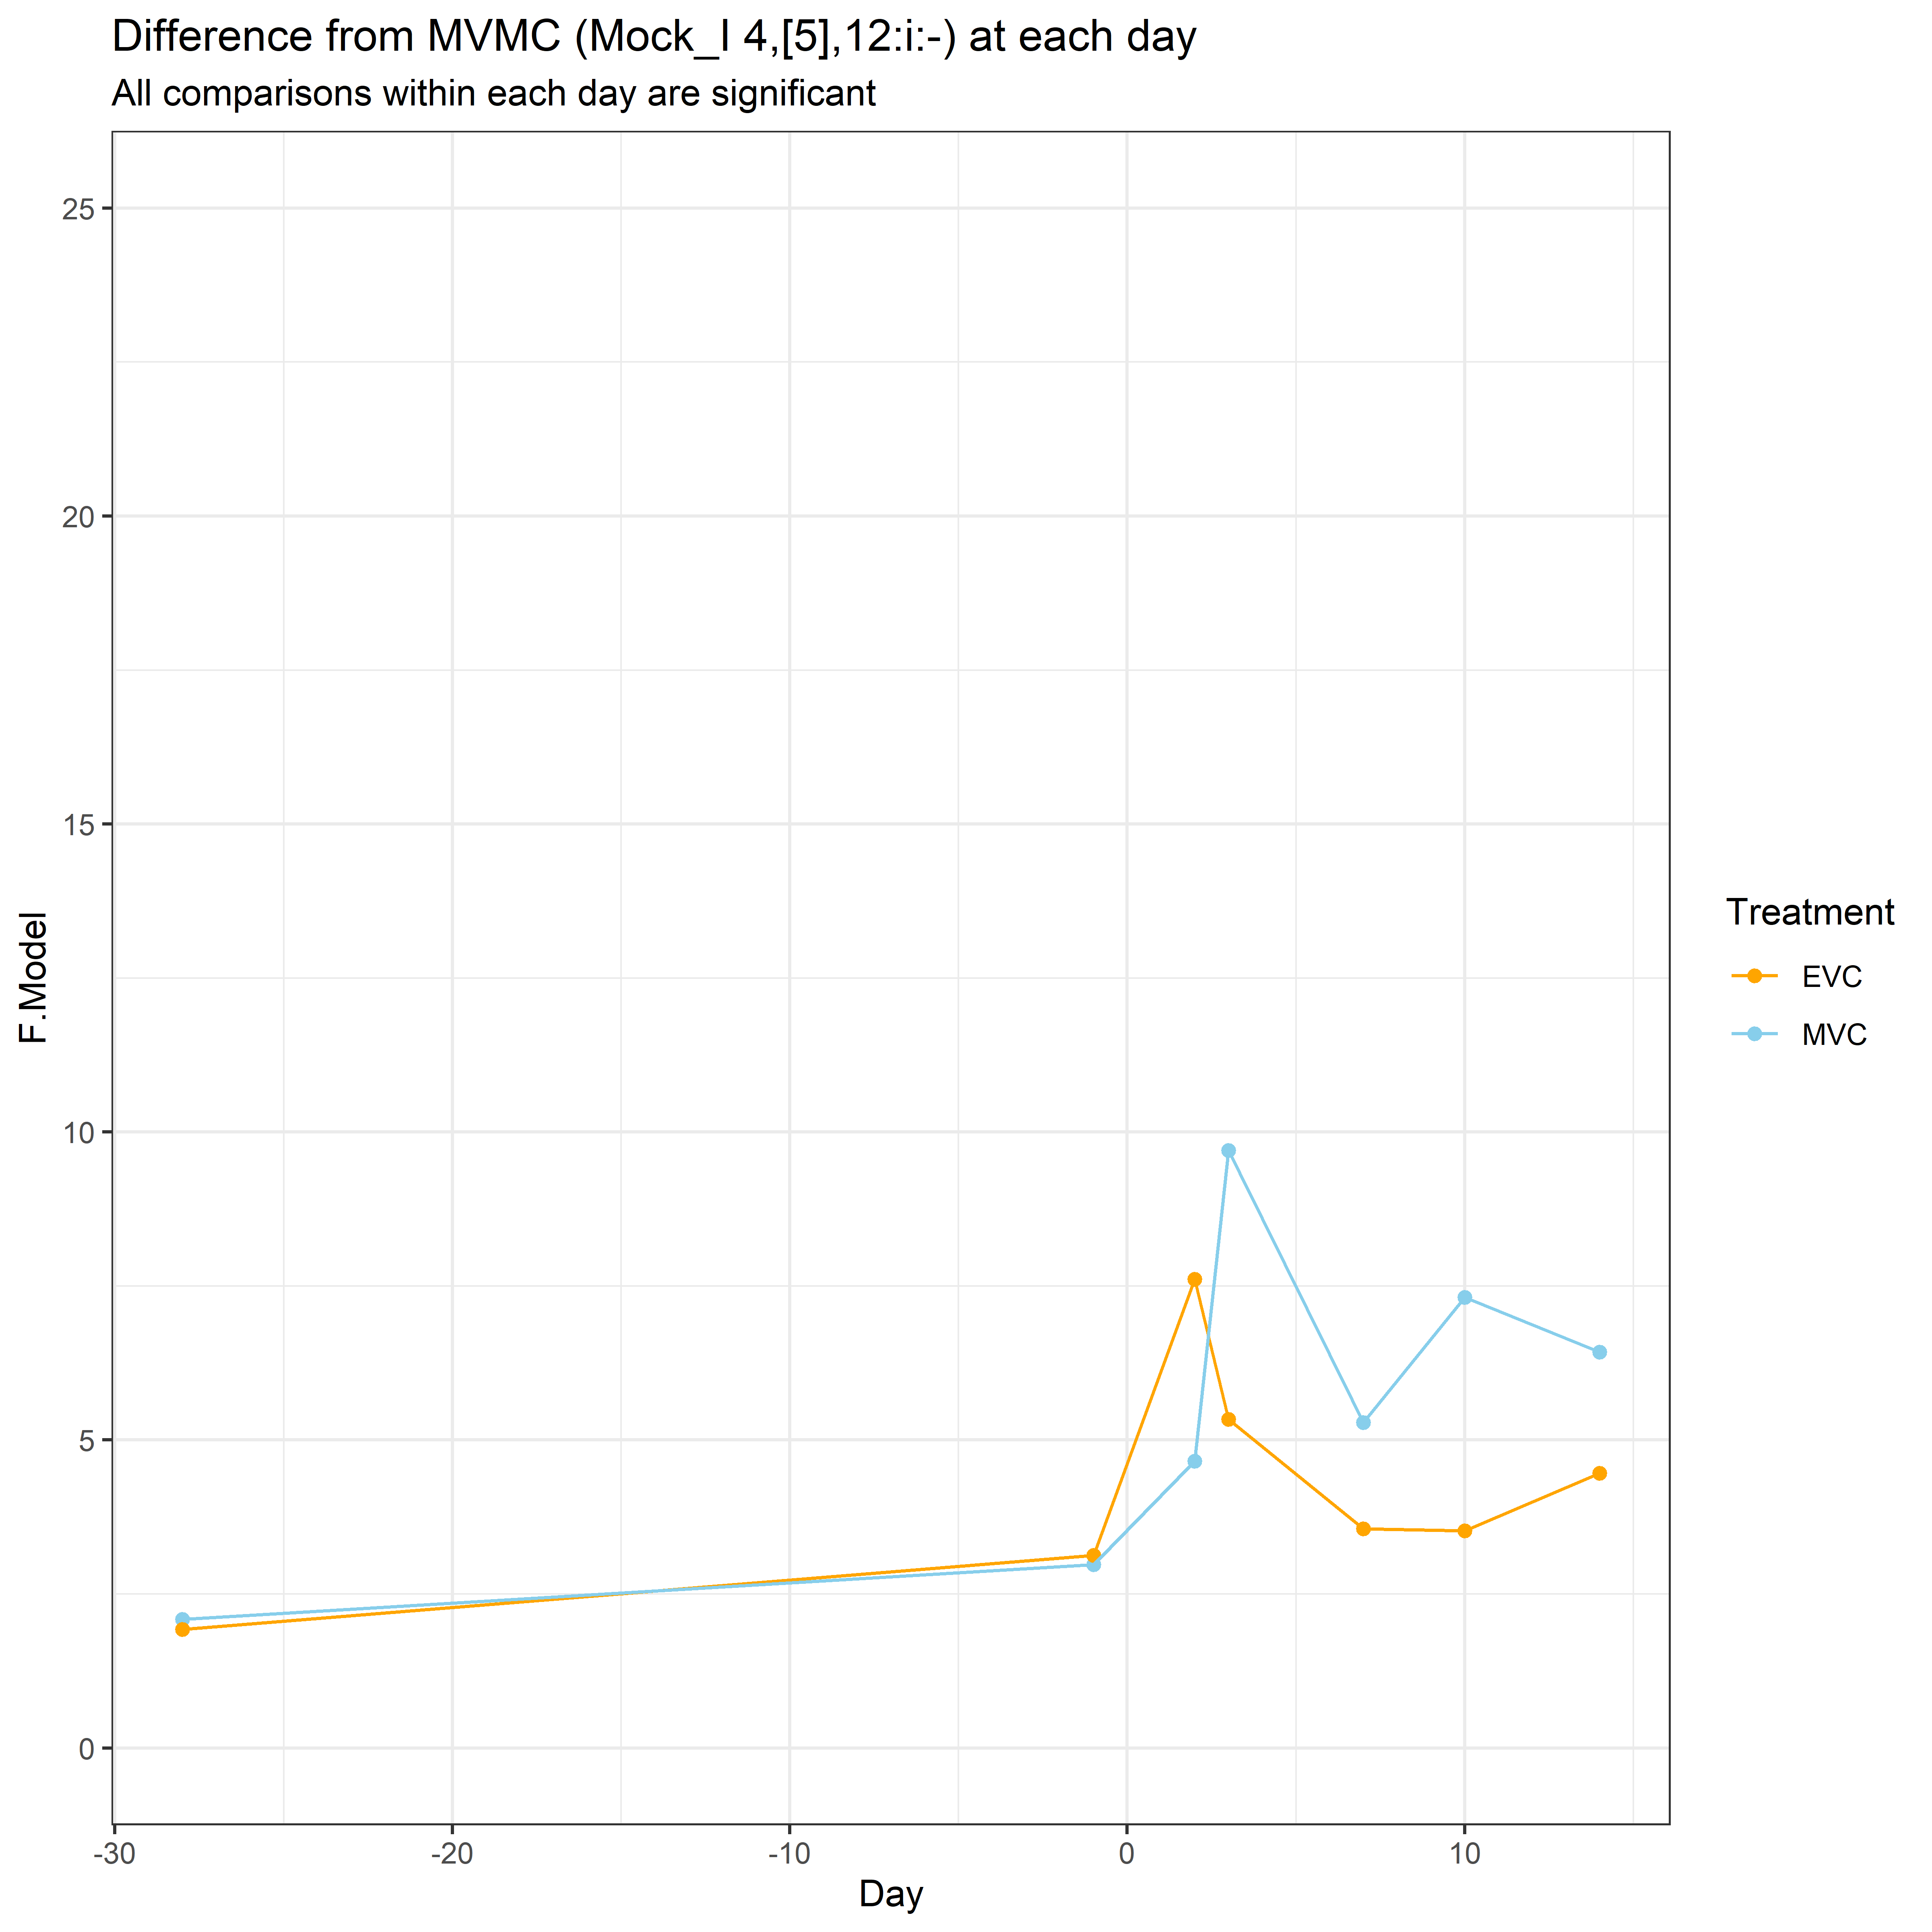 Difference from MVMC (Mock_I 4,[5],12:i:-) at each day
All comparisons within each day are significant
25
20
15
10
5
0
F.Model
-30 -20 -10 0 10
Day
Treatment
EVC
MVC